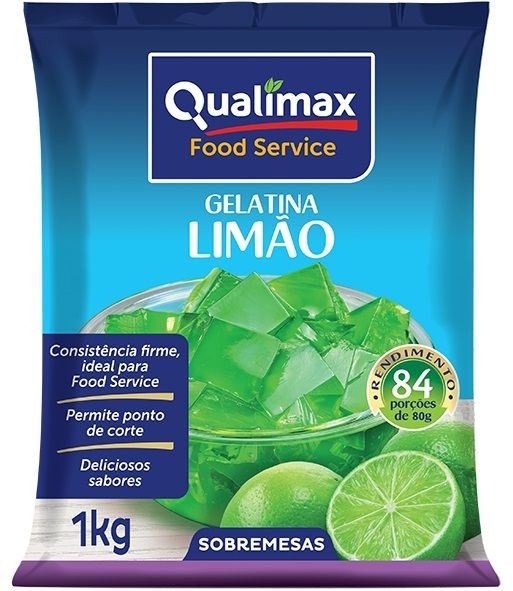 Qualimax
Food Service
GELATINA
LIMÃO
Consistência firme,
ideal para
Food Service
Permite ponto
de corte
Deliciosos
sabores
RENDIMENTO
84
porções
de 80g
1kg
SOBREMESAS